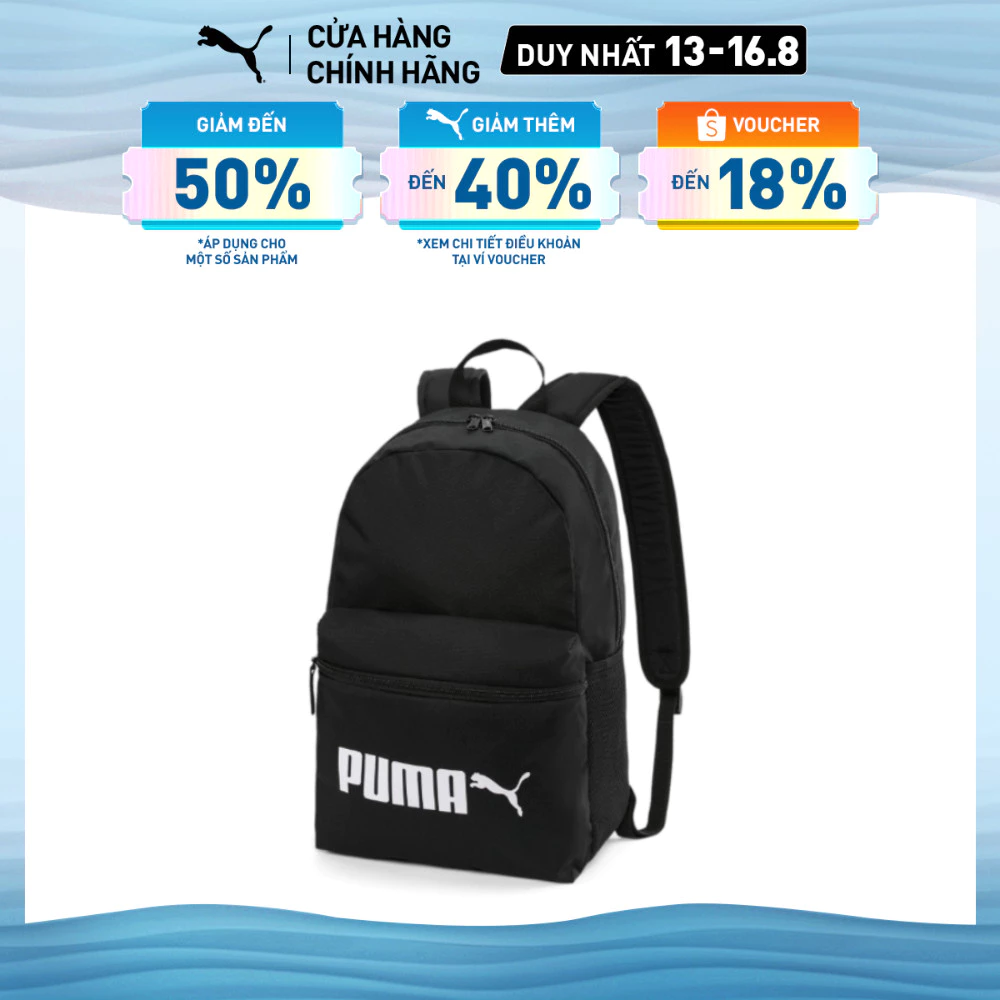 CỬA HÀNG
CHÍNH HÃNG
DUY NHẤT 13-16.8
GIẢM ĐẾN
50%
*ÁP DỤNG CHO
MỘT SỐ SẢN PHẨM
GIẢM THÊM
ĐẾN 40%
*XEM CHI TIẾT ĐIỀU KHOẢN
TẠI VÍ VOUCHER
S VOUCHER
ĐẾN 18%
PUMA